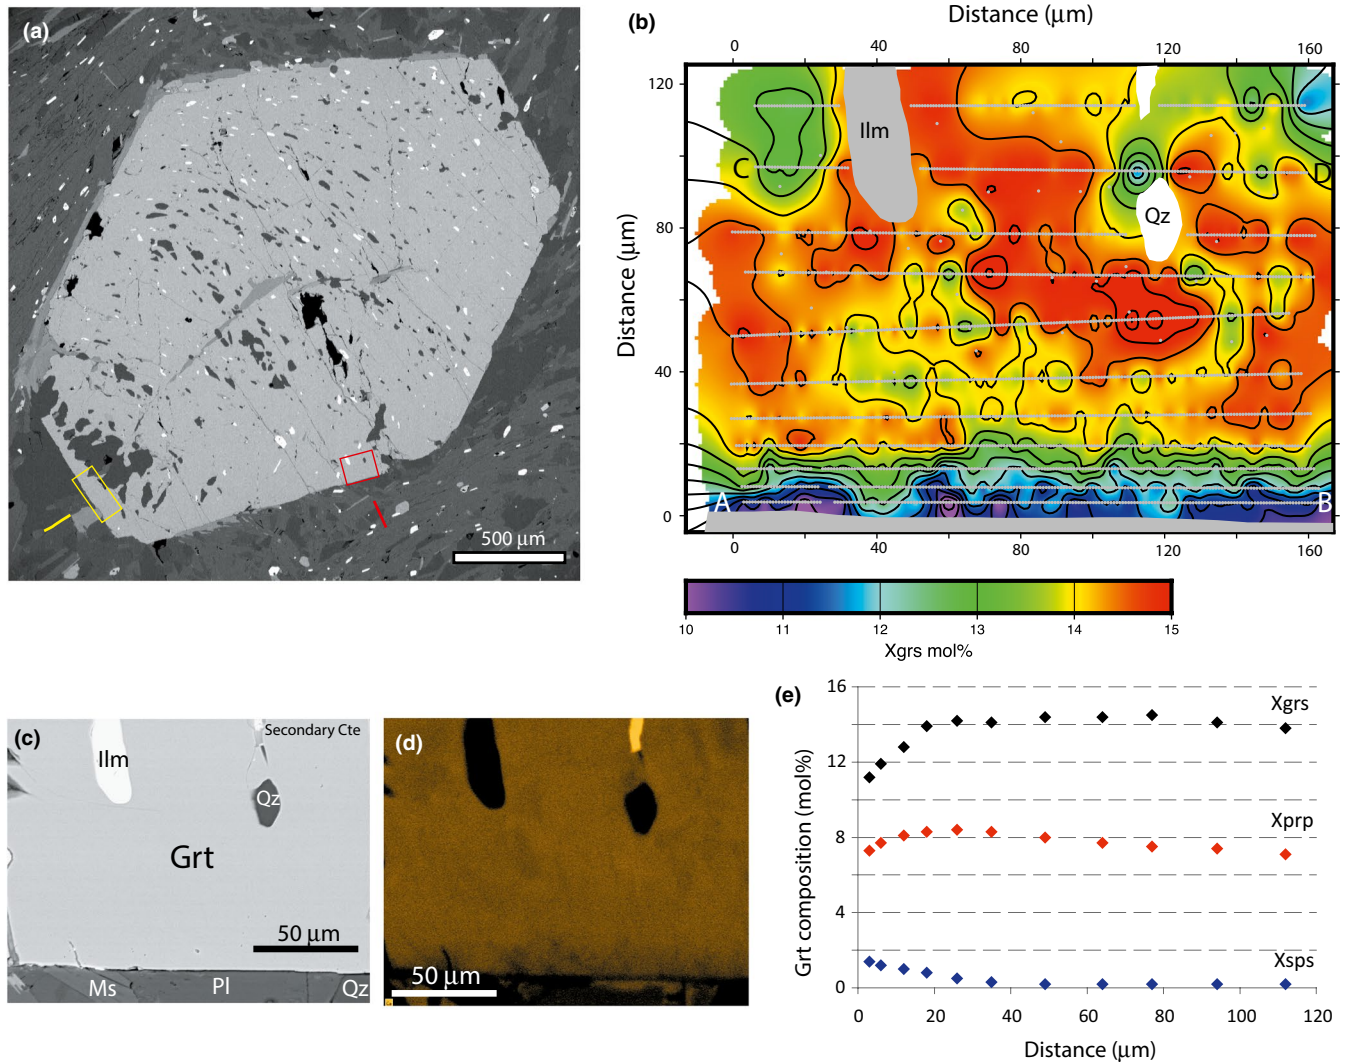 (a)
500 μm
(b)
Distance (μm)
0 40 80 120 160
Distance (μm)
120
80
40
0
Ilm
C
D
Qz
A
B
0 40 80 120 160
10 11 12 13 14 15
Xgrs mol%
(c)
Ilm
Secondary Cte
Qz
Grt
50 μm
Ms
Pl
Qz
(d)
50 μm
(e)
Grt composition (mol%)
16
12
8
4
0
Xgrs
Xprp
Xsps
0 20 40 60 80 100 120
Distance (μm)